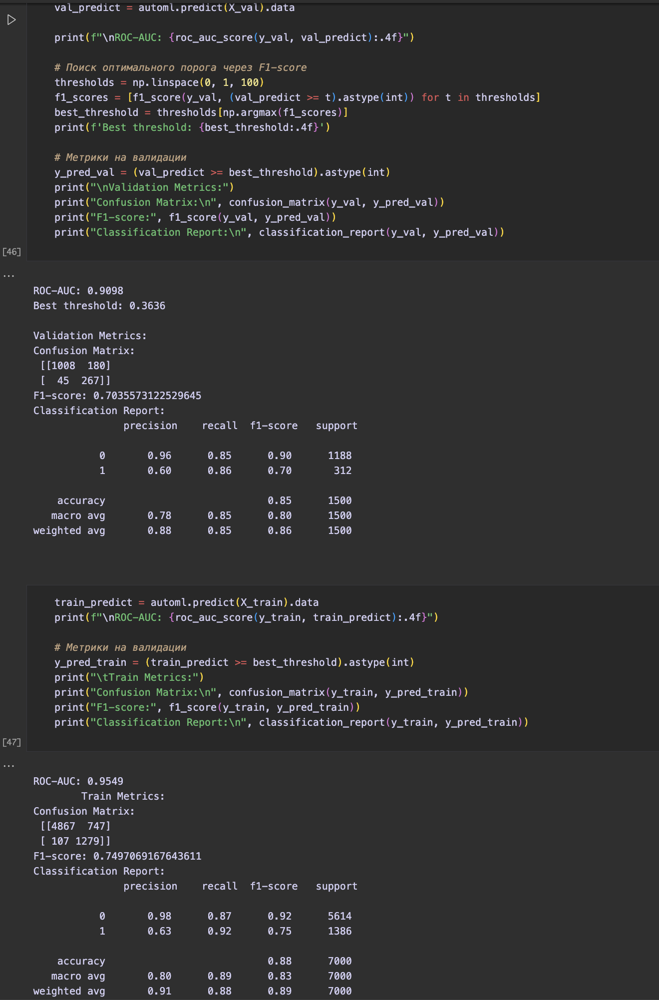 val_predict = automl.predict(X_val).data
print(f"\nROC-AUC: {roc_auc_score(y_val, val_predict):.4f}")
# Поиск оптимального порога через F1-score
thresholds = np.linspace(0, 1, 100)
f1_scores = [f1_score(y_val, (val_predict >= t).astype(int)) for t in thresholds]
best_threshold = thresholds[np.argmax(f1_scores)]
print(f'Best threshold: {best_threshold:.4f}')
# Метрики на валидации
y_pred_val = (val_predict >= best_threshold).astype(int)
print("\nValidation Metrics:")
print("Confusion Matrix:\n", confusion_matrix(y_val, y_pred_val))
print("F1-score:", f1_score(y_val, y_pred_val))
print("Classification Report:\n", classification_report(y_val, y_pred_val))
[46]
...
ROC-AUC: 0.9098
Best threshold: 0.3636
Validation Metrics:
Confusion Matrix:
[[1008  180]
[  45  267]]
F1-score: 0.7035573122529645
Classification Report:
precision    recall  f1-score   support
0       0.96      0.85      0.90      1188
1       0.60      0.86      0.70       312
accuracy                           0.85      1500
macro avg       0.78      0.85      0.80      1500
weighted avg       0.88      0.85      0.86      1500
train_predict = automl.predict(X_train).data
print(f"\nROC-AUC: {roc_auc_score(y_train, train_predict):.4f}")
# Метрики на валидации
y_pred_train = (train_predict >= best_threshold).astype(int)
print("\tTrain Metrics:")
print("Confusion Matrix:\n", confusion_matrix(y_train, y_pred_train))
print("F1-score:", f1_score(y_train, y_pred_train))
print("Classification Report:\n", classification_report(y_train, y_pred_train))
[47]
...
ROC-AUC: 0.9549
Train Metrics:
Confusion Matrix:
[[4867  747]
[ 107 1279]]
F1-score: 0.7497069167643611
Classification Report:
precision    recall  f1-score   support
0       0.98      0.87      0.92      5614
1       0.63      0.92      0.75      1386
accuracy                           0.88      7000
macro avg       0.80      0.89      0.83      7000
weighted avg       0.91      0.88      0.89      7000